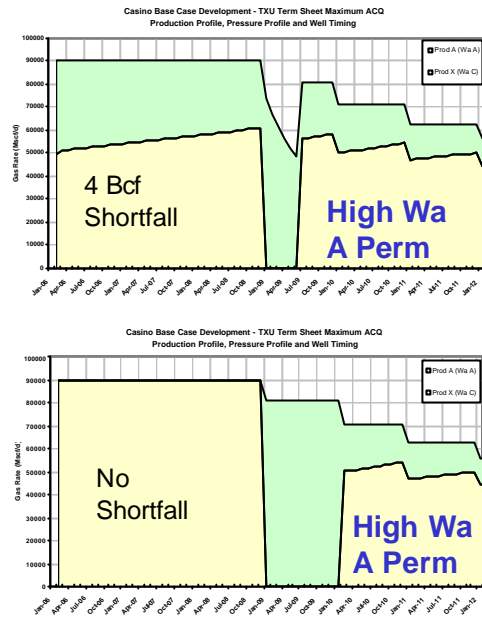 Casino Base Case Development - TXU Term Sheet Maximum ACQ
Production Profile, Pressure Profile and Well Timing
Gas Rate (Mscf/d)
100000
90000
80000
70000
60000
50000
40000
30000
20000
10000
0
Prod A (Wa A)
Prod X (Wa C)
4 Bcf
Shortfall
High Wa
A Perm
Jan-06
Apr-06
Jul-06
Oct-06
Jan-07
Apr-07
Jul-07
Oct-07
Jan-08
Apr-08
Jul-08
Oct-08
Jan-09
Apr-09
Jul-09
Oct-09
Jan-10
Apr-10
Jul-10
Oct-10
Jan-11
Apr-11
Jul-11
Oct-11
Jan-12
Casino Base Case Development - TXU Term Sheet Maximum ACQ
Production Profile, Pressure Profile and Well Timing
Gas Rate (Mscf/d)
100000
90000
80000
70000
60000
50000
40000
30000
20000
10000
0
Prod A (Wa A)
Prod X (Wa C)
No
Shortfall
High Wa
A Perm
Jan-06
Apr-06
Jul-06
Oct-06
Jan-07
Apr-07
Jul-07
Oct-07
Jan-08
Apr-08
Jul-08
Oct-08
Jan-09
Apr-09
Jul-09
Oct-09
Jan-10
Apr-10
Jul-10
Oct-10
Jan-11
Apr-11
Jul-11
Oct-11
Jan-12